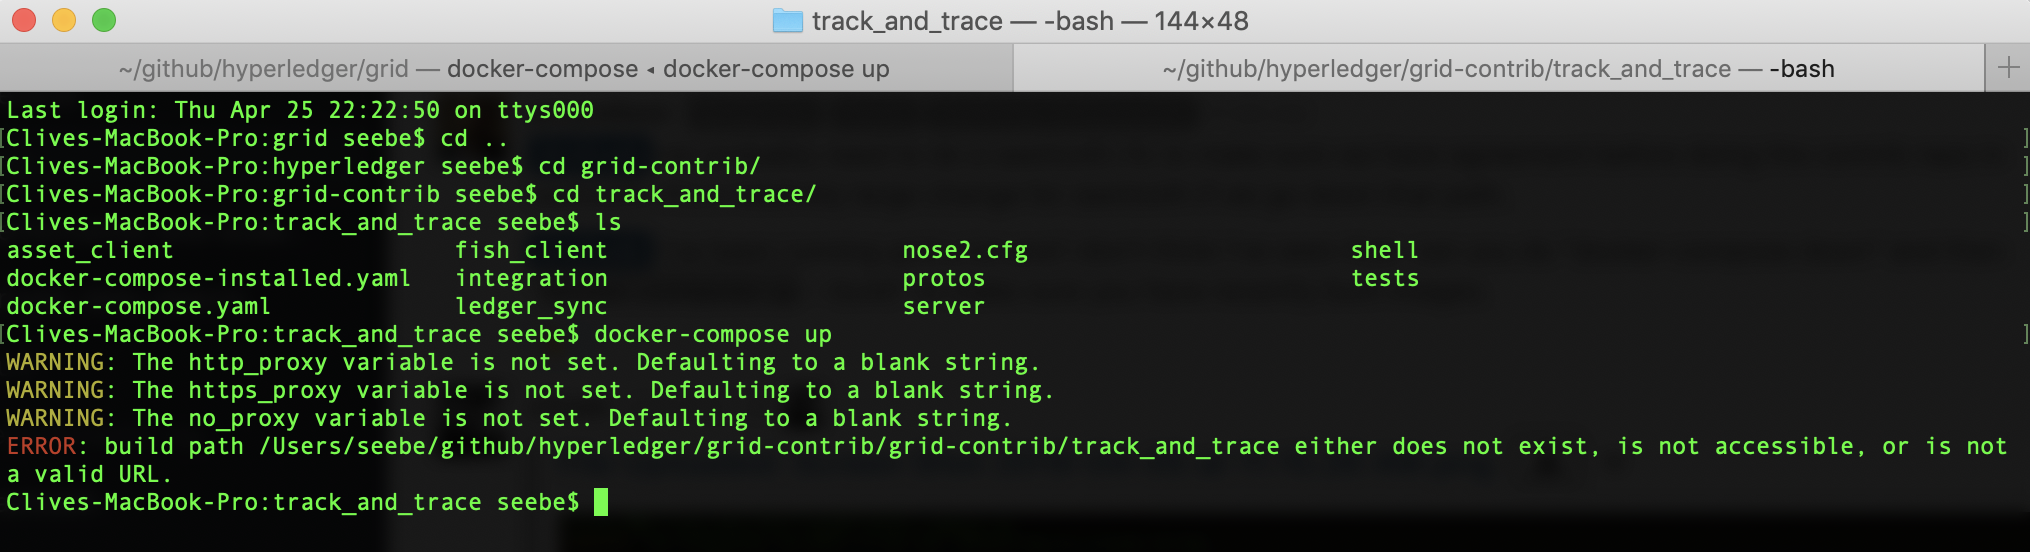 track_and_trace — -bash — 144×48
~/github/hyperledger/grid — docker-compose ◂ docker-compose up
~/github/hyperledger/grid-contrib/track_and_trace — -bash
Last login: Thu Apr 25 22:22:50 on ttys000
[Clives-MacBook-Pro:grid seebe$ cd .. ]
[Clives-MacBook-Pro:hyperledger seebe$ cd grid-contrib/ ]
[Clives-MacBook-Pro:grid-contrib seebe$ cd track_and_trace/ ]
[Clives-MacBook-Pro:track_and_trace seebe$ ls ]
asset_client fish_client nose2.cfg shell
docker-compose-installed.yaml integration protos tests
docker-compose.yaml ledger_sync server
[Clives-MacBook-Pro:track_and_trace seebe$ docker-compose up ]
WARNING: The http_proxy variable is not set. Defaulting to a blank string.
WARNING: The https_proxy variable is not set. Defaulting to a blank string.
WARNING: The no_proxy variable is not set. Defaulting to a blank string.
ERROR: build path /Users/seebe/github/hyperledger/grid-contrib/grid-contrib/track_and_trace either does not exist, is not accessible, or is not
a valid URL.
Clives-MacBook-Pro:track_and_trace seebe$